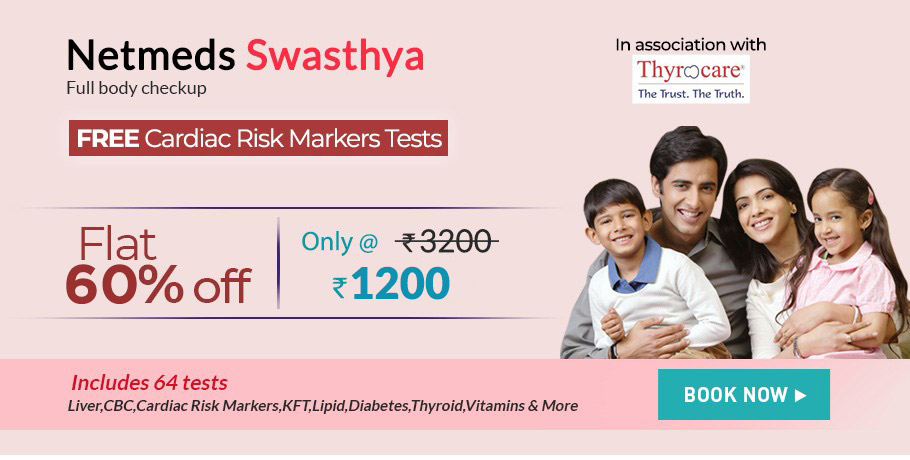 Netmeds Swasthya
Full body checkup
In association with
Thyrocare®
The Trust. The Truth.
FREE Cardiac Risk Markers Tests
Flat
60% off
Only @ ₹3200
₹1200
Includes 64 tests
Liver,CBC,Cardiac Risk Markers,KFT,Lipid,Diabetes,Thyroid,Vitamins & More
BOOK NOW ▶